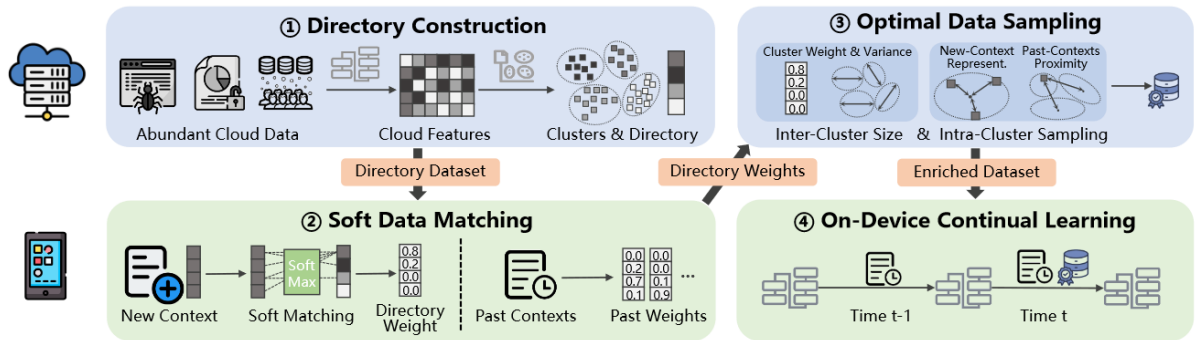 ① Directory Construction
Abundant Cloud Data
Cloud Features
Clusters & Directory
③ Optimal Data Sampling
Cluster Weight & Variance
0.8
0.2
0.0
0.0
New-Context
Represent.
Past-Contexts
Proximity
Inter-Cluster Size & Intra-Cluster Sampling
Directory Dataset
Directory Weights
Enriched Dataset
② Soft Data Matching
New Context
Soft
Max
Soft Matching
0.8
0.2
0.0
0.0
Directory
Weight
Past Contexts
0.0 0.0
0.2 0.0
0.7 0.1
0.1 0.9
...
Past Weights
④ On-Device Continual Learning
Time t-1
Time t